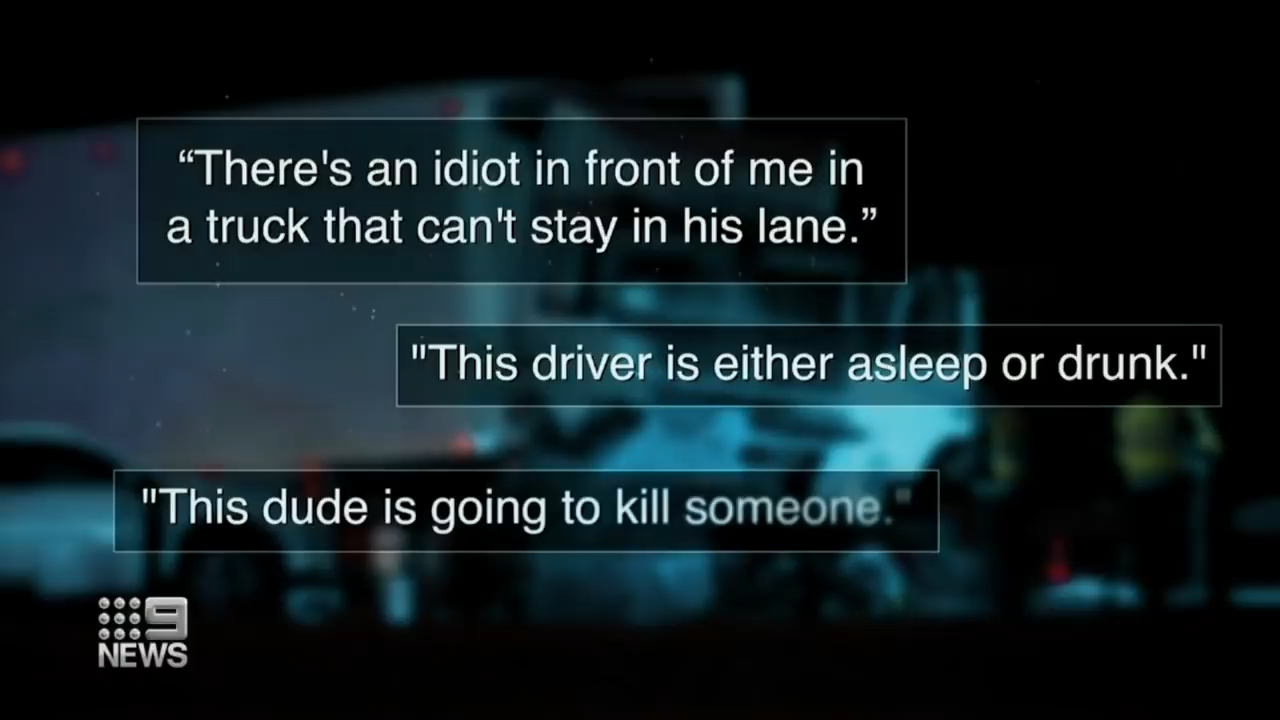 “There's an idiot in front of me in
a truck that can't stay in his lane.”
"This driver is either asleep or drunk."
"This dude is going to kill someone."
9
NEWS